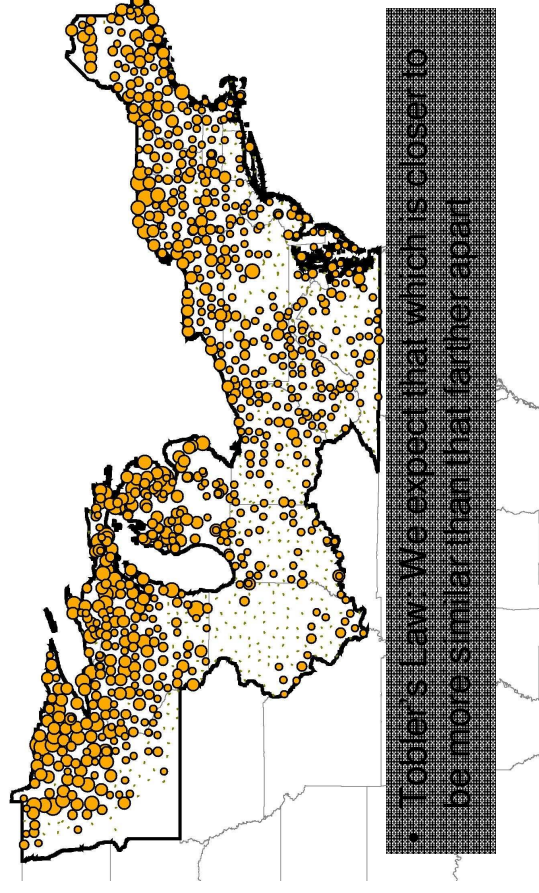 • Tobler's Law: We expect that which is closer to
be more similar than that farther apart